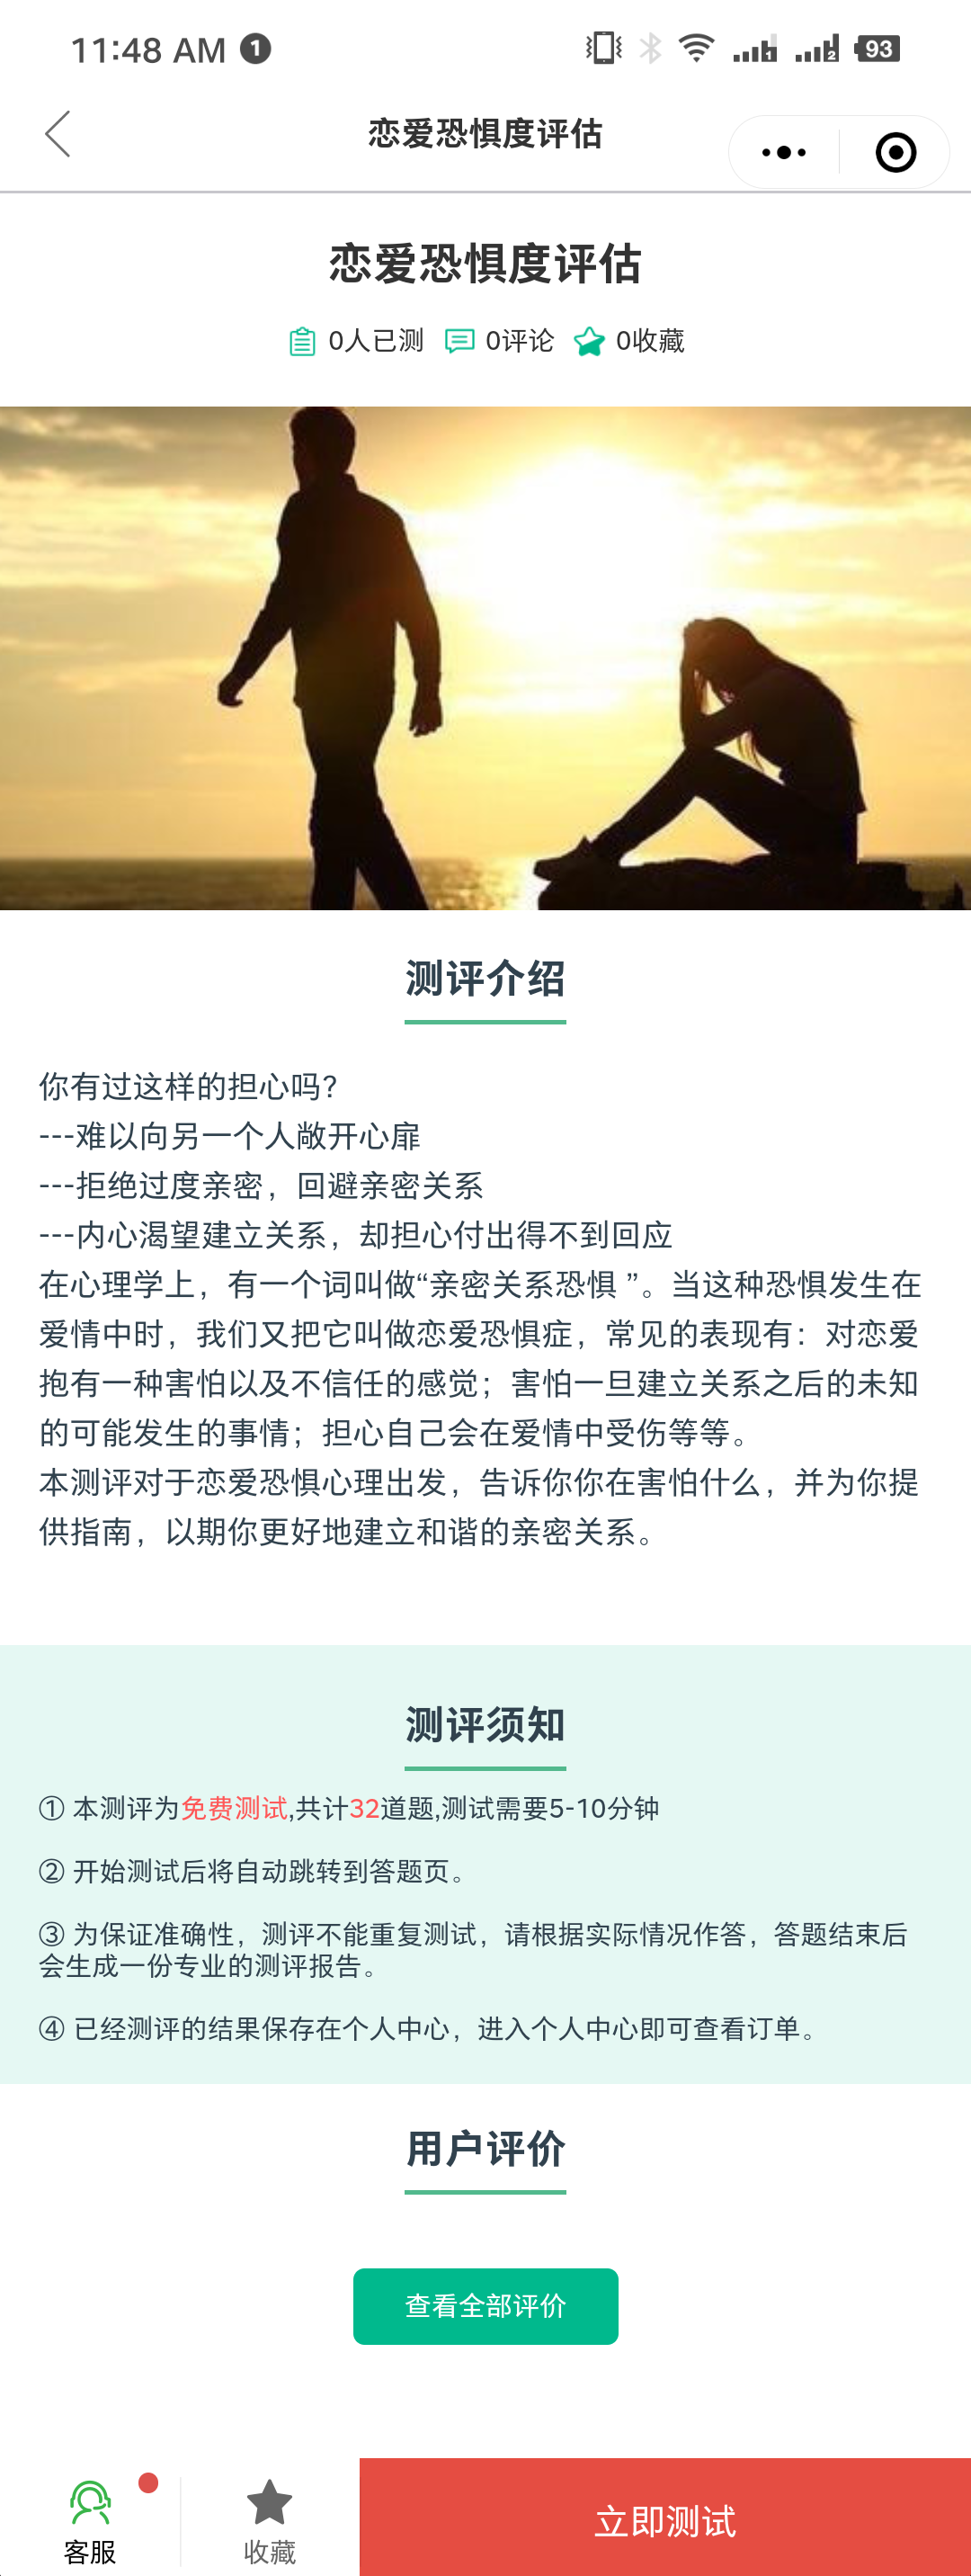 11:48 AM 1
1 2 93
恋爱恐惧度评估
恋爱恐惧度评估
0人已测 0评论 0收藏
测评介绍
你有过这样的担心吗?
---难以向另一个人敞开心扉
---拒绝过度亲密，回避亲密关系
---内心渴望建立关系，却担心付出得不到回应
在心理学上，有一个词叫做“亲密关系恐惧 ”。当这种恐惧发生在
爱情中时，我们又把它叫做恋爱恐惧症，常见的表现有：对恋爱
抱有一种害怕以及不信任的感觉；害怕一旦建立关系之后的未知
的可能发生的事情；担心自己会在爱情中受伤等等。
本测评对于恋爱恐惧心理出发，告诉你你在害怕什么，并为你提
供指南，以期你更好地建立和谐的亲密关系。
测评须知
① 本测评为免费测试,共计32道题,测试需要5-10分钟
② 开始测试后将自动跳转到答题页。
③ 为保证准确性，测评不能重复测试，请根据实际情况作答，答题结束后
会生成一份专业的测评报告。
④ 已经测评的结果保存在个人中心，进入个人中心即可查看订单。
用户评价
查看全部评价
客服 收藏 立即测试